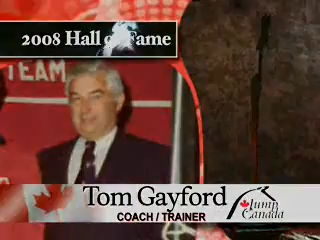 2008 Hall of Fame
TEAM
Tom Gayford
COACH / TRAINER
Jump
Canada